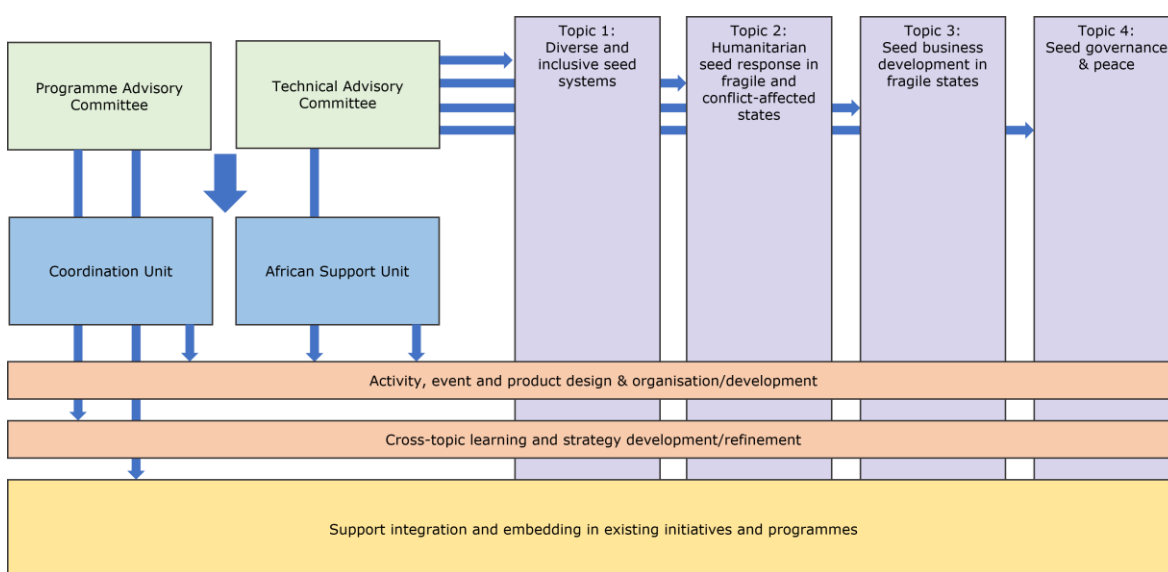 Programme Advisory
Committee
Technical Advisory
Committee
Topic 1:
Diverse and
inclusive seed
systems
Topic 2:
Humanitarian
seed response in
fragile and
conflict-affected
states
Topic 3:
Seed business
development in
fragile states
Topic 4:
Seed governance
& peace
Coordination Unit
African Support Unit
Activity, event and product design & organisation/development
Cross-topic learning and strategy development/refinement
Support integration and embedding in existing initiatives and programmes